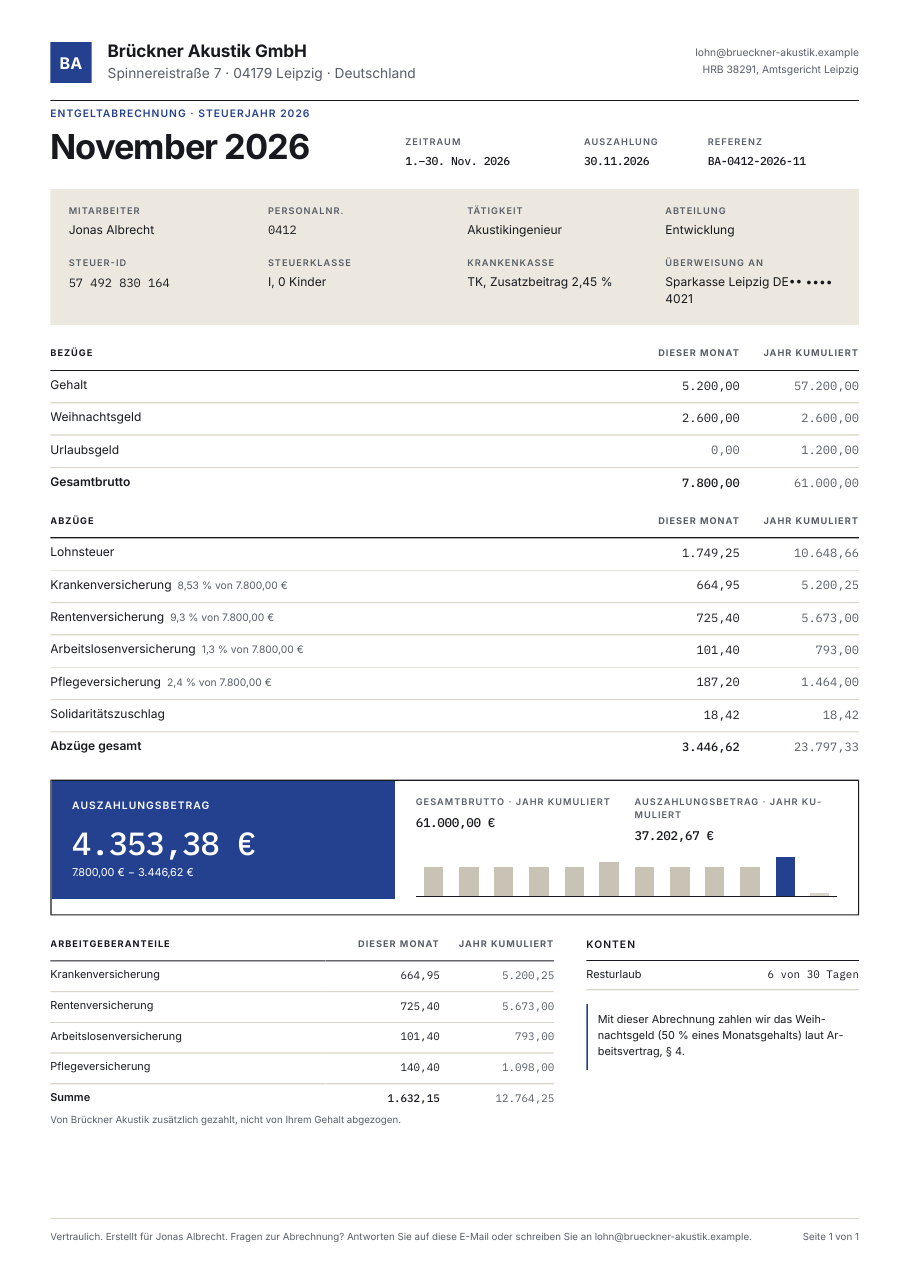 BA
Brückner Akustik GmbH
Spinnereistraße 7 · 04179 Leipzig · Deutschland
lohn@brueckner-akustik.example
HRB 38291, Amtsgericht Leipzig
ENTGELTABRECHNUNG · STEUERJAHR 2026
November 2026
ZEITRAUM AUSZAHLUNG REFERENZ
1.–30. Nov. 2026 30.11.2026 BA-0412-2026-11
MITARBEITER PERSONALNR. TÄTIGKEIT ABTEILUNG
Jonas Albrecht 0412 Akustikingenieur Entwicklung
STEUER-ID STEUERKLASSE KRANKENKASSE ÜBERWEISUNG AN
57 492 830 164 I, 0 Kinder TK, Zusatzbeitrag 2,45 % Sparkasse Leipzig DE•• ••••
4021
BEZÜGE DIESER MONAT JAHR KUMULIERT
Gehalt 5.200,00 57.200,00
Weihnachtsgeld 2.600,00 2.600,00
Urlaubsgeld 0,00 1.200,00
Gesamtbrutto 7.800,00 61.000,00
ABZÜGE DIESER MONAT JAHR KUMULIERT
Lohnsteuer 1.749,25 10.648,66
Krankenversicherung 8,53 % von 7.800,00 € 664,95 5.200,25
Rentenversicherung 9,3 % von 7.800,00 € 725,40 5.673,00
Arbeitslosenversicherung 1,3 % von 7.800,00 € 101,40 793,00
Pflegeversicherung 2,4 % von 7.800,00 € 187,20 1.464,00
Solidaritätszuschlag 18,42 18,42
Abzüge gesamt 3.446,62 23.797,33
AUSZAHLUNGSBETRAG
4.353,38 €
7.800,00 € – 3.446,62 €
GESAMTBRUTTO · JAHR KUMULIERT
61.000,00 €
AUSZAHLUNGSBETRAG · JAHR KU-
MULIERT
37.202,67 €
ARBEITGEBERANTEILE DIESER MONAT JAHR KUMULIERT
Krankenversicherung 664,95 5.200,25
Rentenversicherung 725,40 5.673,00
Arbeitslosenversicherung 101,40 793,00
Pflegeversicherung 140,40 1.098,00
Summe 1.632,15 12.764,25
Von Brückner Akustik zusätzlich gezahlt, nicht von Ihrem Gehalt abgezogen.
KONTEN
Resturlaub 6 von 30 Tagen
Mit dieser Abrechnung zahlen wir das Weih-
nachtsgeld (50 % eines Monatsgehalts) laut Ar-
beitsvertrag, § 4.
Vertraulich. Erstellt für Jonas Albrecht. Fragen zur Abrechnung? Antworten Sie auf diese E-Mail oder schreiben Sie an lohn@brueckner-akustik.example. Seite 1 von 1